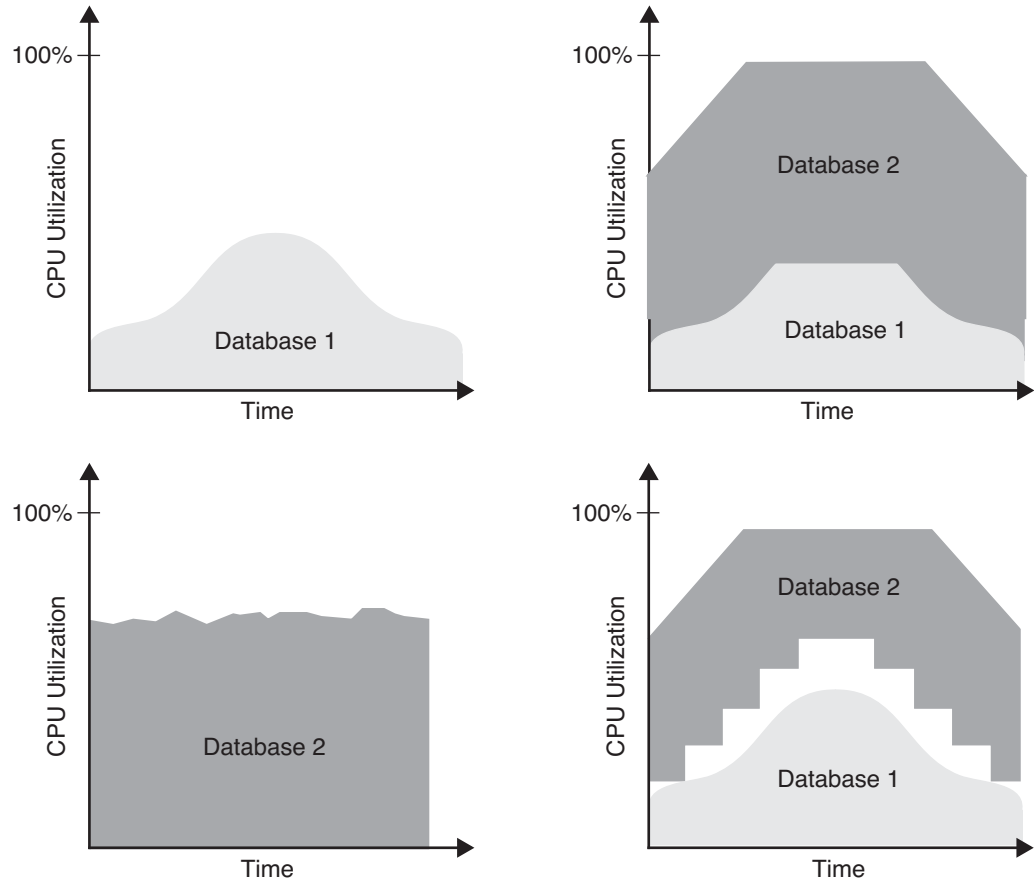 100%
CPU Utilization
Database 1
Time
100%
CPU Utilization
Database 2
Database 1
Time
100%
CPU Utilization
Database 2
Time
100%
CPU Utilization
Database 2
Database 1
Time